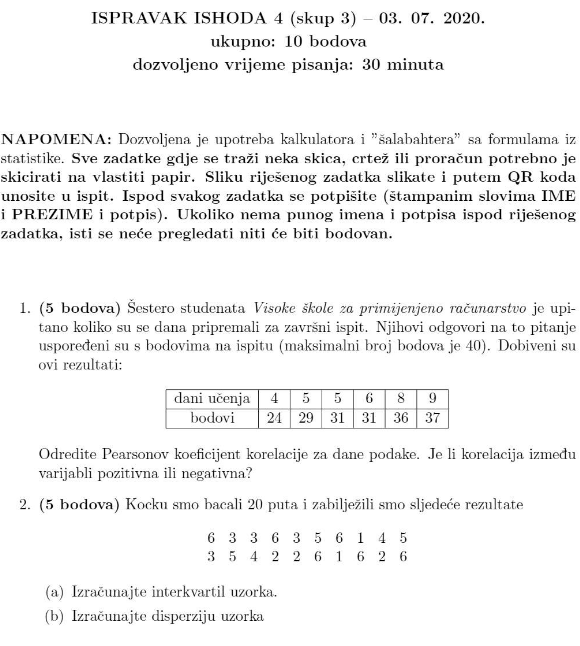 ISPRAVAK ISHODA 4 (skup 3) – 03. 07. 2020.
ukupno: 10 bodova
dozvoljeno vrijeme pisanja: 30 minuta
NAPOMENA: Dozvoljena je upotreba kalkulatora i ”šalabahtera” sa formulama iz
statistike. Sve zadatke gdje se traži neka skica, crtež ili proračun potrebno je
skicirati na vlastiti papir. Sliku riješenog zadatka slikate i putem QR koda
unosite u ispit. Ispod svakog zadatka se potpišite (štampanim slovima IME
i PREZIME i potpis). Ukoliko nema punog imena i potpisa ispod riješenog
zadatka, isti se neće pregledati niti će biti bodovan.
1. (5 bodova) Šestero studenata Visoke škole za primijenjeno računarstvo je upi-
tano koliko su se dana pripremali za završni ispit. Njihovi odgovori na to pitanje
uspoređeni su s bodovima na ispitu (maksimalni broj bodova je 40). Dobiveni su
ovi rezultati:
dani učenja 4 5 5 6 8 9
bodovi 24 29 31 31 36 37
Odredite Pearsonov koeficijent korelacije za dane podake. Je li korelacija između
varijabli pozitivna ili negativna?
2. (5 bodova) Kocku smo bacali 20 puta i zabilježili smo sljedeće rezultate
6 3 3 6 3 5 6 1 4 5
3 5 4 2 2 6 1 6 2 6
(a) Izračunajte interkvartil uzorka.
(b) Izračunajte disperziju uzorka